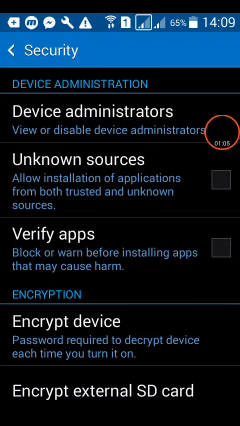 65% 14:09
Security
DEVICE ADMINISTRATION
Device administrators
View or disable device administrators
01:05
Unknown sources
Allow installation of applications
from both trusted and unknown
sources.
Verify apps
Block or warn before installing apps
that may cause harm.
ENCRYPTION
Encrypt device
Password required to decrypt device
each time you turn it on.
Encrypt external SD card